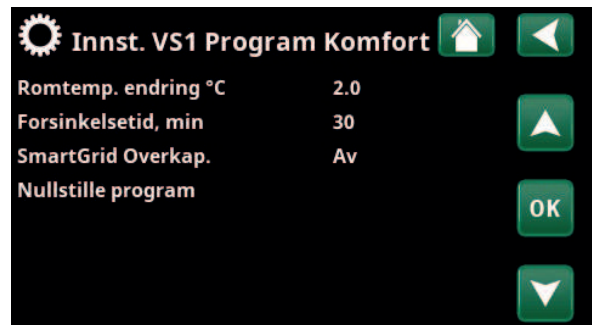 Innst. VS1 Program Komfort
Romtemp. endring °C 2.0
Forsinkelsetid, min 30
SmartGrid Overkap. Av
Nullstille program
OK